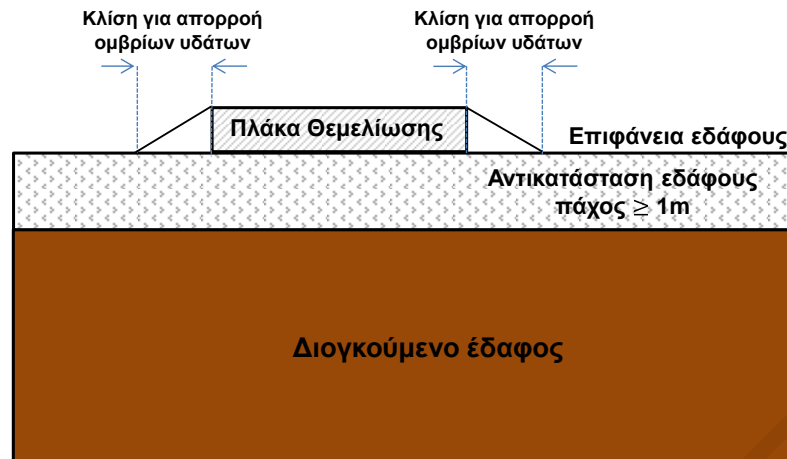 Κλίση για απορροή
ομβρίων υδάτων
Κλίση για απορροή
ομβρίων υδάτων
Πλάκα Θεμελίωσης
Επιφάνεια εδάφους
Αντικατάσταση εδάφους
πάχος ≥ 1m
Διογκούμενο έδαφος